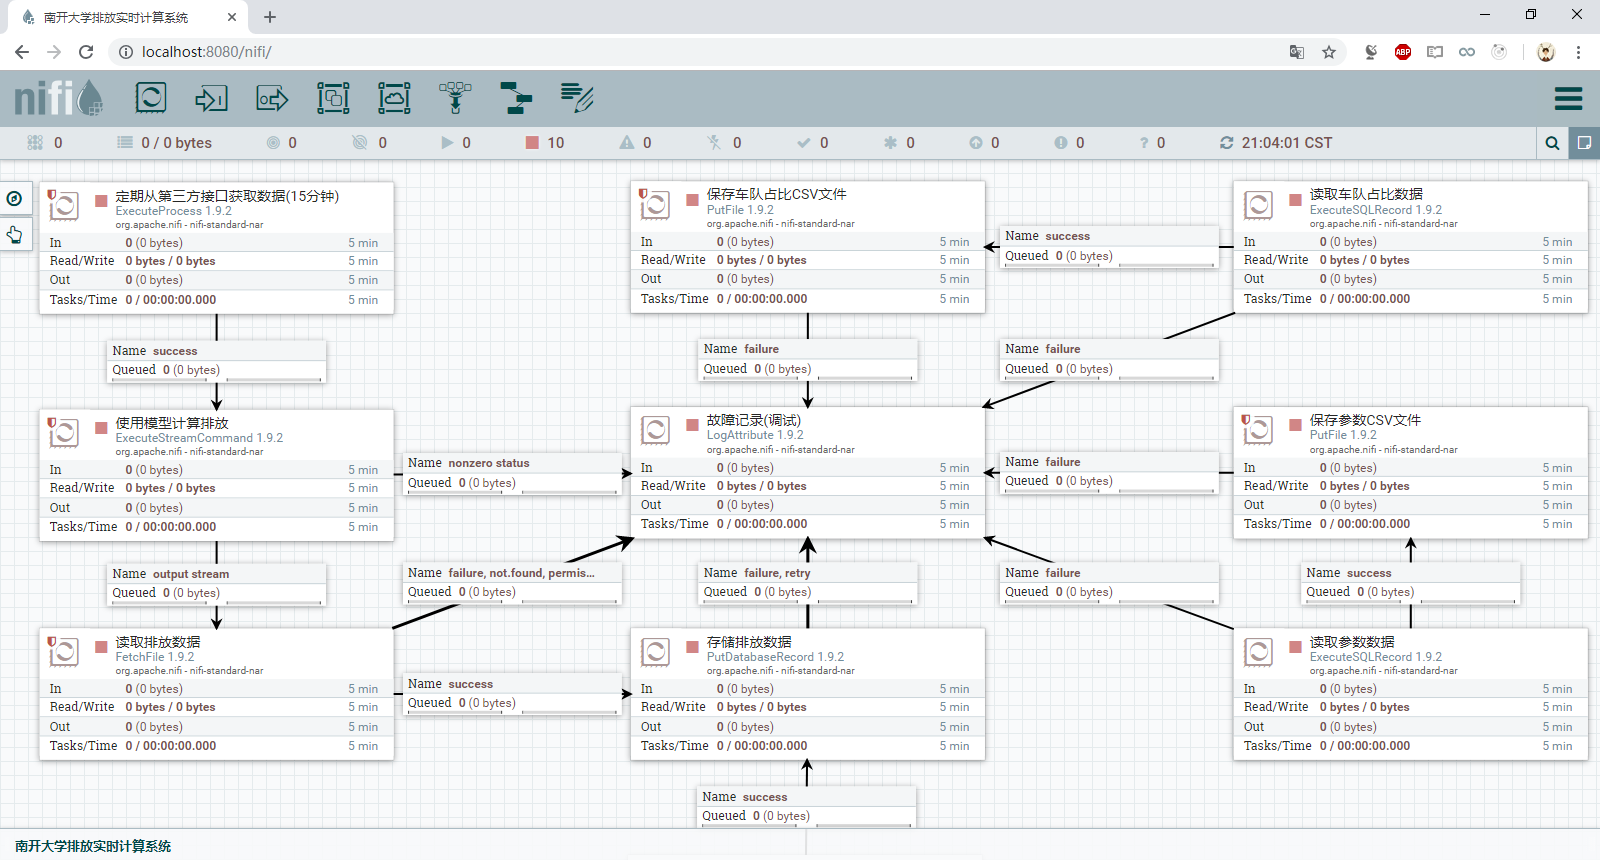 南开大学排放实时计算系统
localhost:8080/nifi/
ABP
nifi
0
0 / 0 bytes
0
0
0
10
0
0
0
0
0
0
0
21:04:01 CST
定期从第三方接口获取数据(15分钟)
ExecuteProcess 1.9.2
org.apache.nifi - nifi-standard-nar
In 0 (0 bytes) 5 min
Read/Write 0 bytes / 0 bytes 5 min
Out 0 (0 bytes) 5 min
Tasks/Time 0 / 00:00:00.000 5 min
保存车队占比CSV文件
PutFile 1.9.2
org.apache.nifi - nifi-standard-nar
In 0 (0 bytes) 5 min
Read/Write 0 bytes / 0 bytes 5 min
Out 0 (0 bytes) 5 min
Tasks/Time 0 / 00:00:00.000 5 min
Name success
Queued 0 (0 bytes)
读取车队占比数据
ExecuteSQLRecord 1.9.2
org.apache.nifi - nifi-standard-nar
In 0 (0 bytes) 5 min
Read/Write 0 bytes / 0 bytes 5 min
Out 0 (0 bytes) 5 min
Tasks/Time 0 / 00:00:00.000 5 min
Name success
Queued 0 (0 bytes)
Name failure
Queued 0 (0 bytes)
Name failure
Queued 0 (0 bytes)
使用模型计算排放
ExecuteStreamCommand 1.9.2
org.apache.nifi - nifi-standard-nar
In 0 (0 bytes) 5 min
Read/Write 0 bytes / 0 bytes 5 min
Out 0 (0 bytes) 5 min
Tasks/Time 0 / 00:00:00.000 5 min
Name nonzero status
Queued 0 (0 bytes)
故障记录(调试)
LogAttribute 1.9.2
org.apache.nifi - nifi-standard-nar
In 0 (0 bytes) 5 min
Read/Write 0 bytes / 0 bytes 5 min
Out 0 (0 bytes) 5 min
Tasks/Time 0 / 00:00:00.000 5 min
Name failure
Queued 0 (0 bytes)
保存参数CSV文件
PutFile 1.9.2
org.apache.nifi - nifi-standard-nar
In 0 (0 bytes) 5 min
Read/Write 0 bytes / 0 bytes 5 min
Out 0 (0 bytes) 5 min
Tasks/Time 0 / 00:00:00.000 5 min
Name output stream
Queued 0 (0 bytes)
Name failure, not.found, permis...
Queued 0 (0 bytes)
Name failure, retry
Queued 0 (0 bytes)
Name failure
Queued 0 (0 bytes)
Name success
Queued 0 (0 bytes)
读取排放数据
FetchFile 1.9.2
org.apache.nifi - nifi-standard-nar
In 0 (0 bytes) 5 min
Read/Write 0 bytes / 0 bytes 5 min
Out 0 (0 bytes) 5 min
Tasks/Time 0 / 00:00:00.000 5 min
Name success
Queued 0 (0 bytes)
存储排放数据
PutDatabaseRecord 1.9.2
org.apache.nifi - nifi-standard-nar
In 0 (0 bytes) 5 min
Read/Write 0 bytes / 0 bytes 5 min
Out 0 (0 bytes) 5 min
Tasks/Time 0 / 00:00:00.000 5 min
读取参数数据
ExecuteSQLRecord 1.9.2
org.apache.nifi - nifi-standard-nar
In 0 (0 bytes) 5 min
Read/Write 0 bytes / 0 bytes 5 min
Out 0 (0 bytes) 5 min
Tasks/Time 0 / 00:00:00.000 5 min
Name success
Queued 0 (0 bytes)
南开大学排放实时计算系统